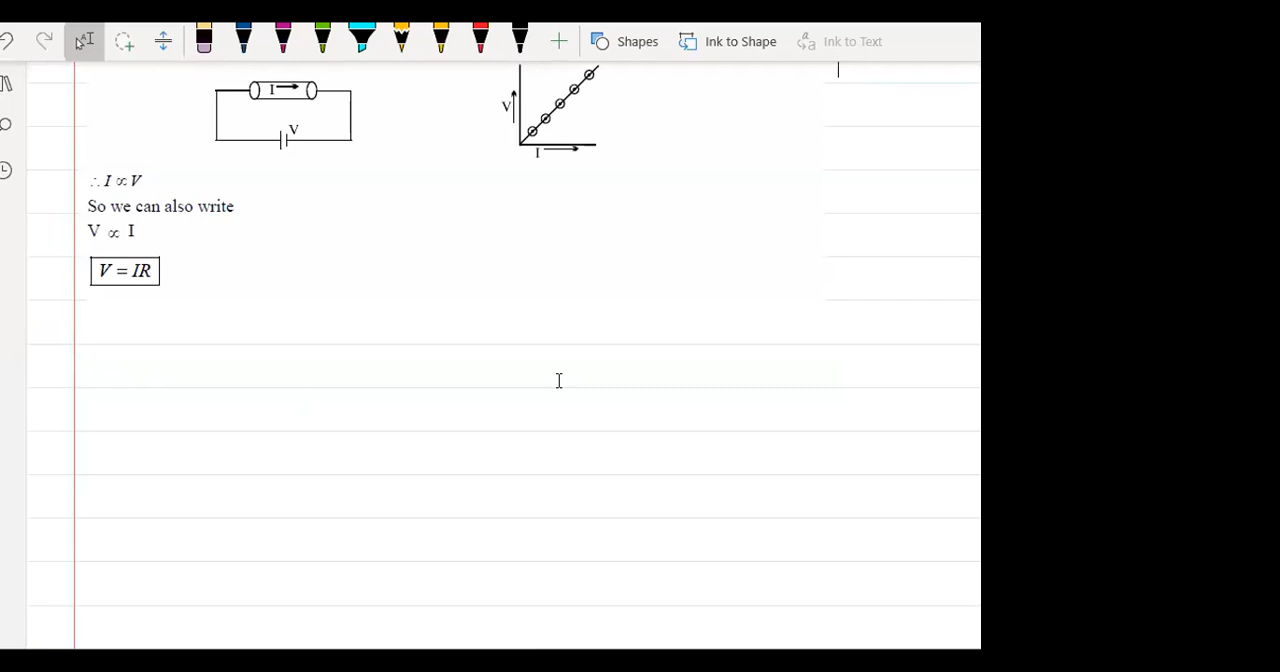 Shapes
Ink to Shape
Ink to Text
I
V
V
I
∴ I ∝ V
So we can also write
V ∝ I
V = IR